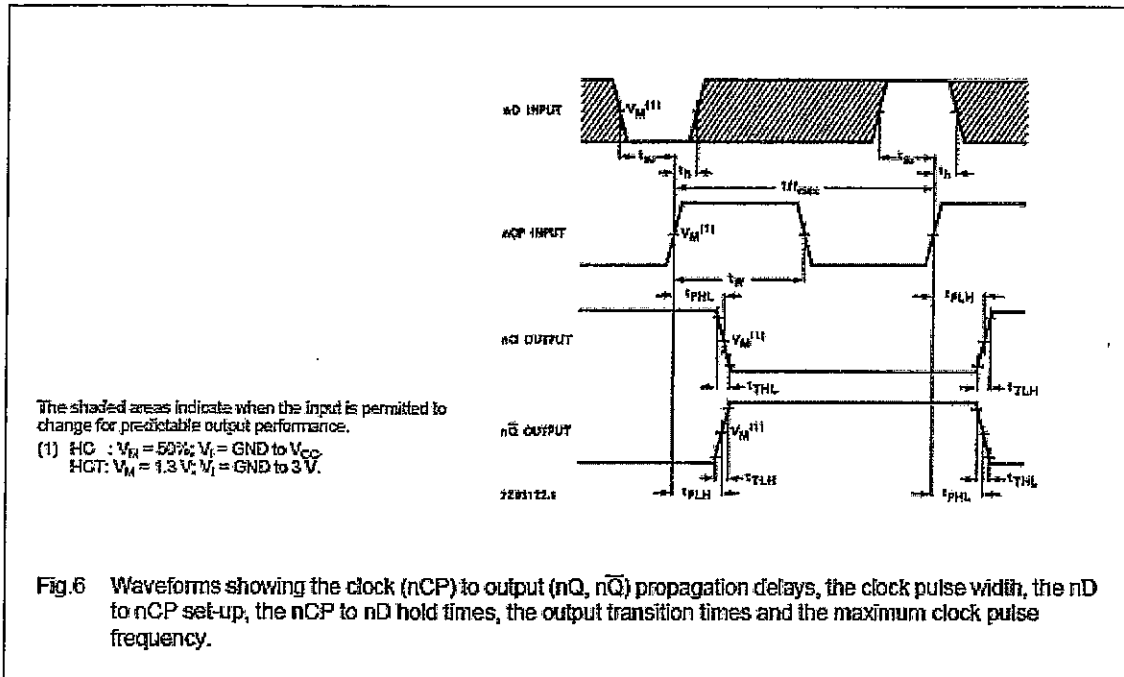 nD INPUT
V_M(1)
t_su
t_h
t_su
t_h
1/f_max
nCP INPUT
V_M(1)
t_W
t_PHL
t_PLH
nQ OUTPUT
V_M(1)
t_THL
t_TLH
nQ̅ OUTPUT
V_M(1)
t_TLH
t_THL
t_PLH
t_PHL
The shaded areas indicate when the input is permitted to
change for predictable output performance.
(1) HC : V_M = 50%; V_I = GND to V_CC.
HCT: V_M = 1.3 V; V_I = GND to 3 V.
Fig.6 Waveforms showing the clock (nCP) to output (nQ, nQ̅) propagation delays, the clock pulse width, the nD
to nCP set-up, the nCP to nD hold times, the output transition times and the maximum clock pulse
frequency.